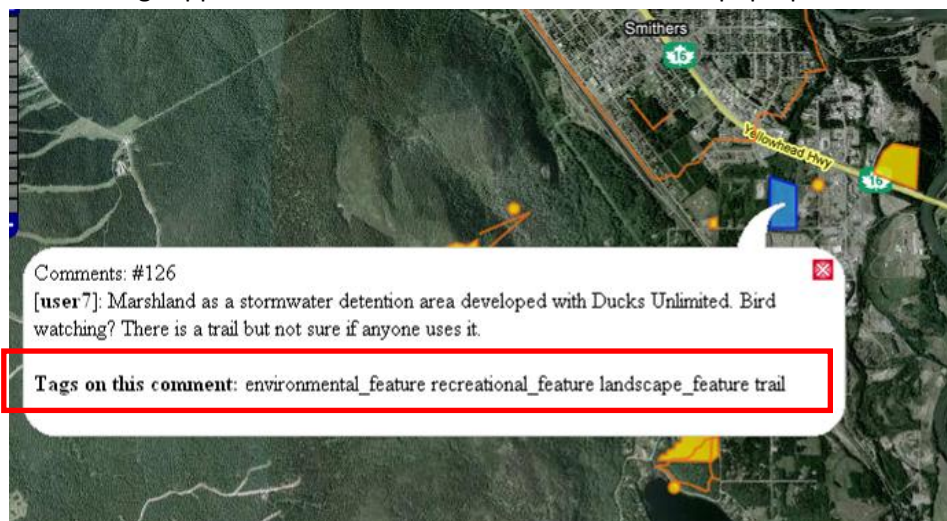 Smithers
16
Yellowhead Hwy
16
Comments: #126
[user7]: Marshland as a stormwater detention area developed with Ducks Unlimited. Bird
watching? There is a trail but not sure if anyone uses it.
Tags on this comment: environmental_feature recreational_feature landscape_feature trail